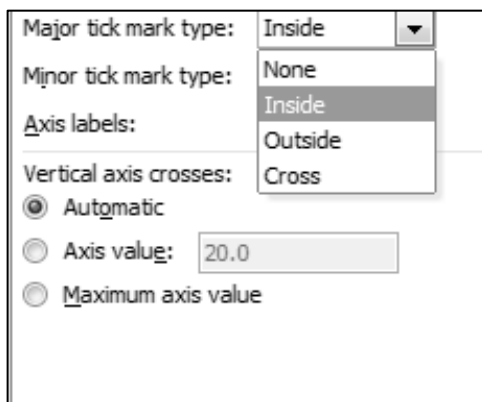 Major tick mark type: Inside
None
Minor tick mark type:
Inside
Axis labels:
Outside
Cross
Vertical axis crosses:
Automatic
Axis value: 20.0
Maximum axis value